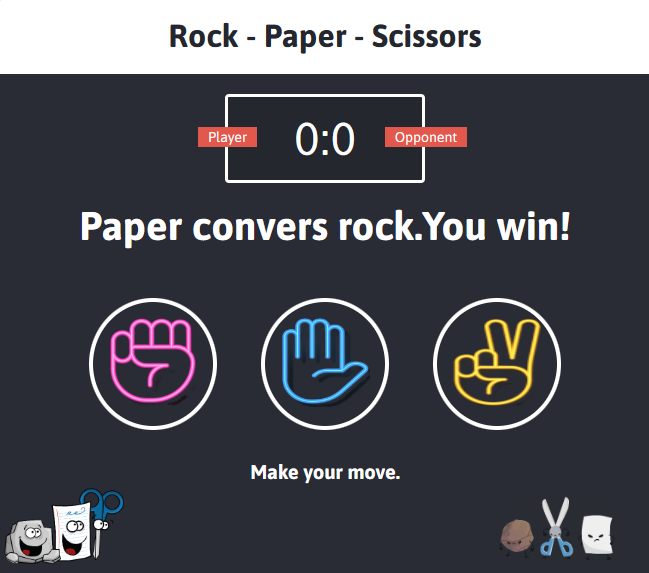 Rock - Paper - Scissors
Player
0:0
Opponent
Paper convers rock.You win!
Make your move.